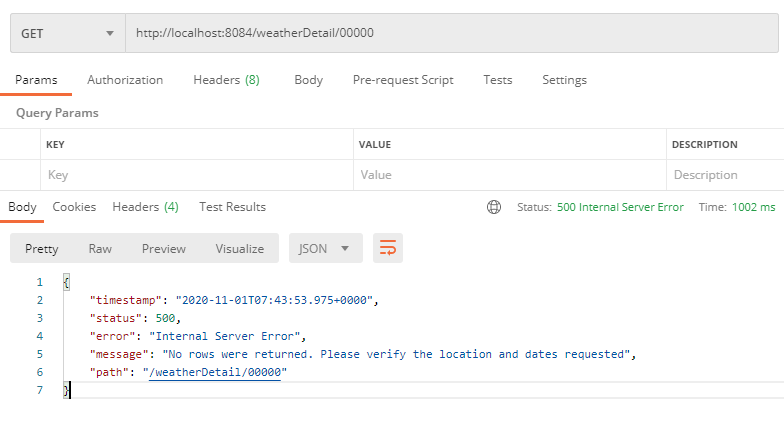 GET http://localhost:8084/weatherDetail/00000
Params Authorization Headers (8) Body Pre-request Script Tests Settings
Query Params
KEY VALUE DESCRIPTION
Key Value Description
Body Cookies Headers (4) Test Results Status: 500 Internal Server Error Time: 1002 ms
Pretty Raw Preview Visualize JSON
1 {
2 "timestamp": "2020-11-01T07:43:53.975+0000",
3 "status": 500,
4 "error": "Internal Server Error",
5 "message": "No rows were returned. Please verify the location and dates requested",
6 "path": "/weatherDetail/00000"
7 }